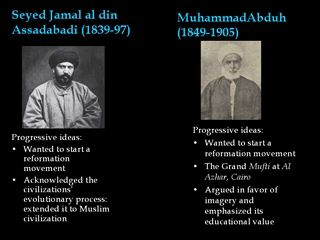 Seyed Jamal al din
Assadabadi (1839-97)
Progressive ideas:
• Wanted to start a
reformation
movement
• Acknowledged the
civilizations'
evolutionary process:
extended it to Muslim
civilization
MuhammadAbduh
(1849-1905)
Progressive ideas:
• Wanted to start a
reformation movement
• The Grand Mufti at Al
Azhar, Cairo
• Argued in favor of
imagery and
emphasized its
educational value